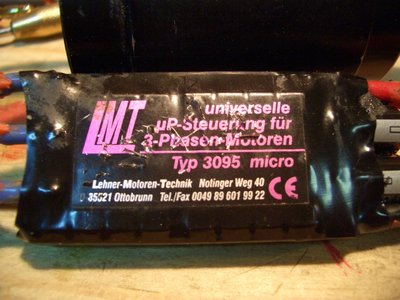 LMT
universelle
µP-Steuerung für
3-Phasen-Motoren
Typ 3095 micro
Lehner-Motoren-Technik Notinger Weg 40
85521 Ottobrunn Tel./Fax 0049 89 601 99 22
CE